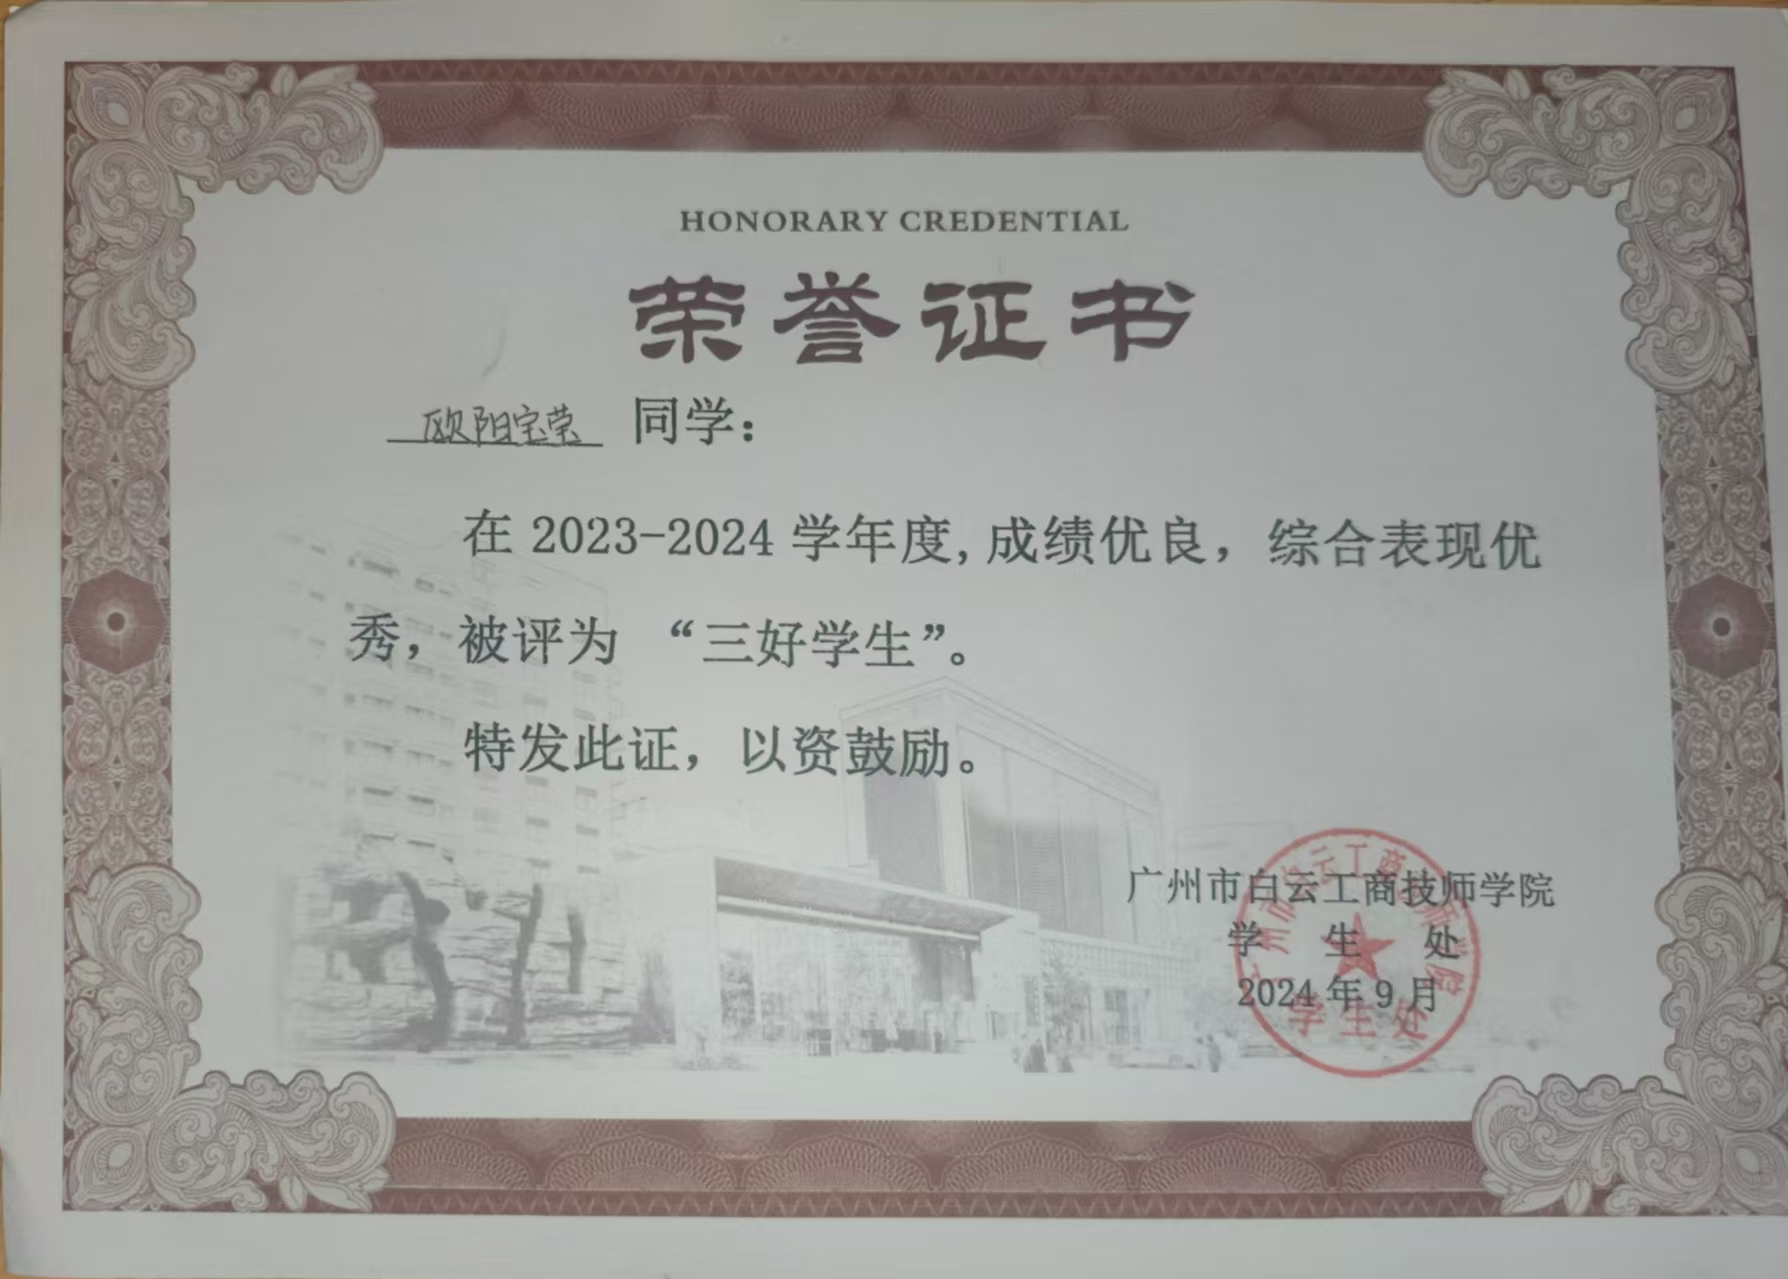 HONORARY CREDENTIAL
荣誉证书
欧阳宝荣 同学:
在 2023-2024 学年度,成绩优良，综合表现优
秀，被评为 “三好学生”。
特发此证，以资鼓励。
广州市白云工商技师学院
学 生 处
2024 年 9 月
广州市白云工商技师学院
学生处